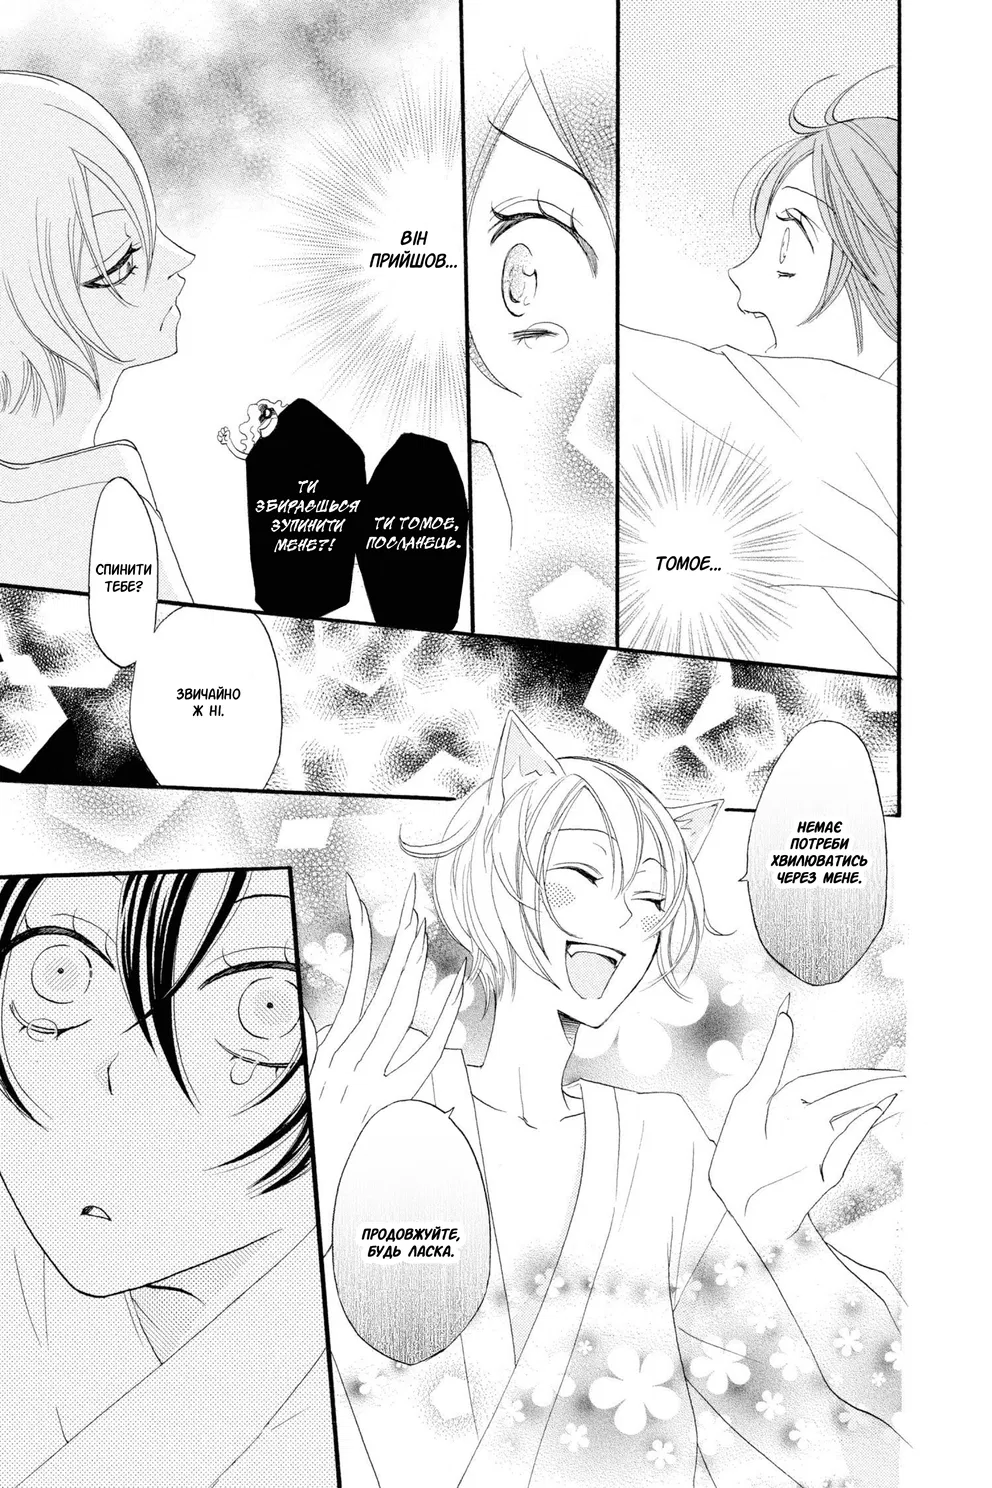 ТОМОЕ...
ВІН
ПРИЙШОВ...
ТИ ТОМОЕ,
ПОСЛАНЕЦЬ.
ТИ
ЗБИРАЄШЬСЯ
ЗУПИНИТИ
МЕНЕ?!
СПИНИТИ
ТЕБЕ?
ЗВИЧАЙНО
Ж НІ.
НЕМАЄ
ПОТРЕБИ
ХВИЛЮВАТИСЬ
ЧЕРЕЗ МЕНЕ.
ПРОДОВЖУЙТЕ,
БУДЬ ЛАСКА.